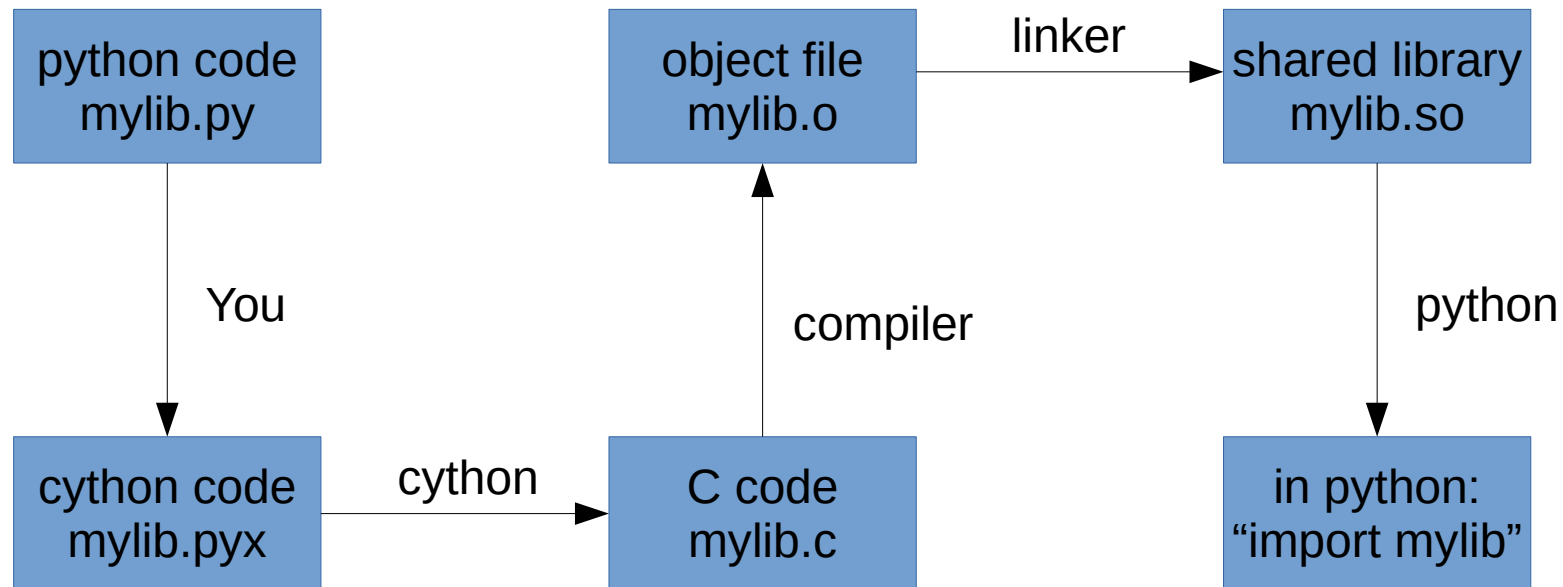 python code
mylib.py
You
cython code
mylib.pyx
cython
C code
mylib.c
compiler
object file
mylib.o
linker
shared library
mylib.so
python
in python:
“import mylib”